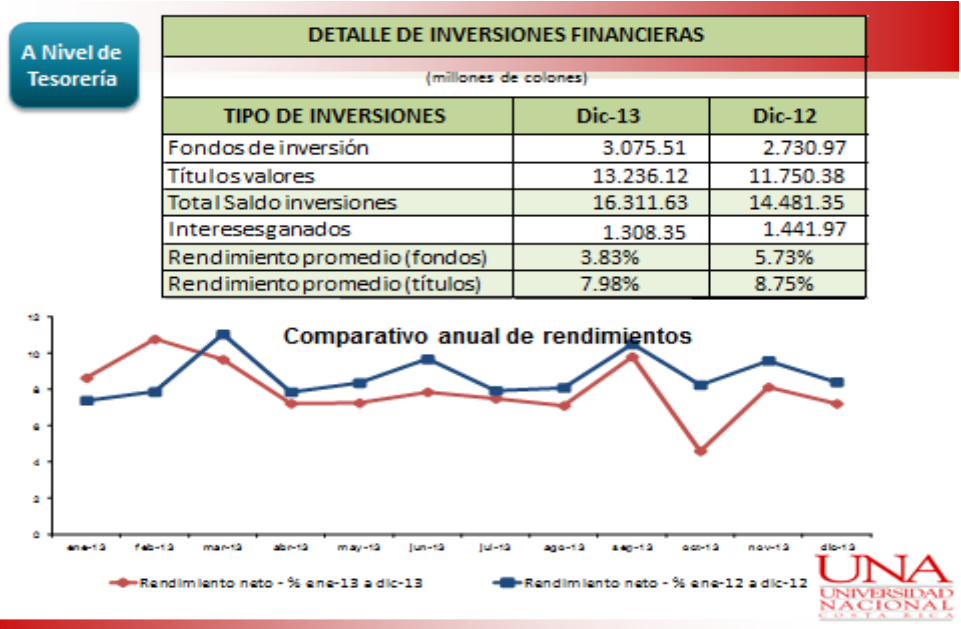 A Nivel de
Tesorería
DETALLE DE INVERSIONES FINANCIERAS
(millones de colones)
TIPO DE INVERSIONES Dic-13 Dic-12
Fondos de inversión 3.075.51 2.730.97
Títulos valores 13.236.12 11.750.38
Total Saldo inversiones 16.311.63 14.481.35
Intereses ganados 1.308.35 1.441.97
Rendimiento promedio (fondos) 3.83% 5.73%
Rendimiento promedio (títulos) 7.98% 8.75%
Comparativo anual de rendimientos
12
10
8
6
4
2
0
ene-13 feb-13 mar-13 abr-13 may-13 jun-13 jul-13 ago-13 seg-13 oct-13 nov-13 dic-13
Rendimiento neto - % ene-13 a dic-13 Rendimiento neto - % ene-12 a dic-12
UNA
UNIVERSIDAD
NACIONAL
COSTA RICA